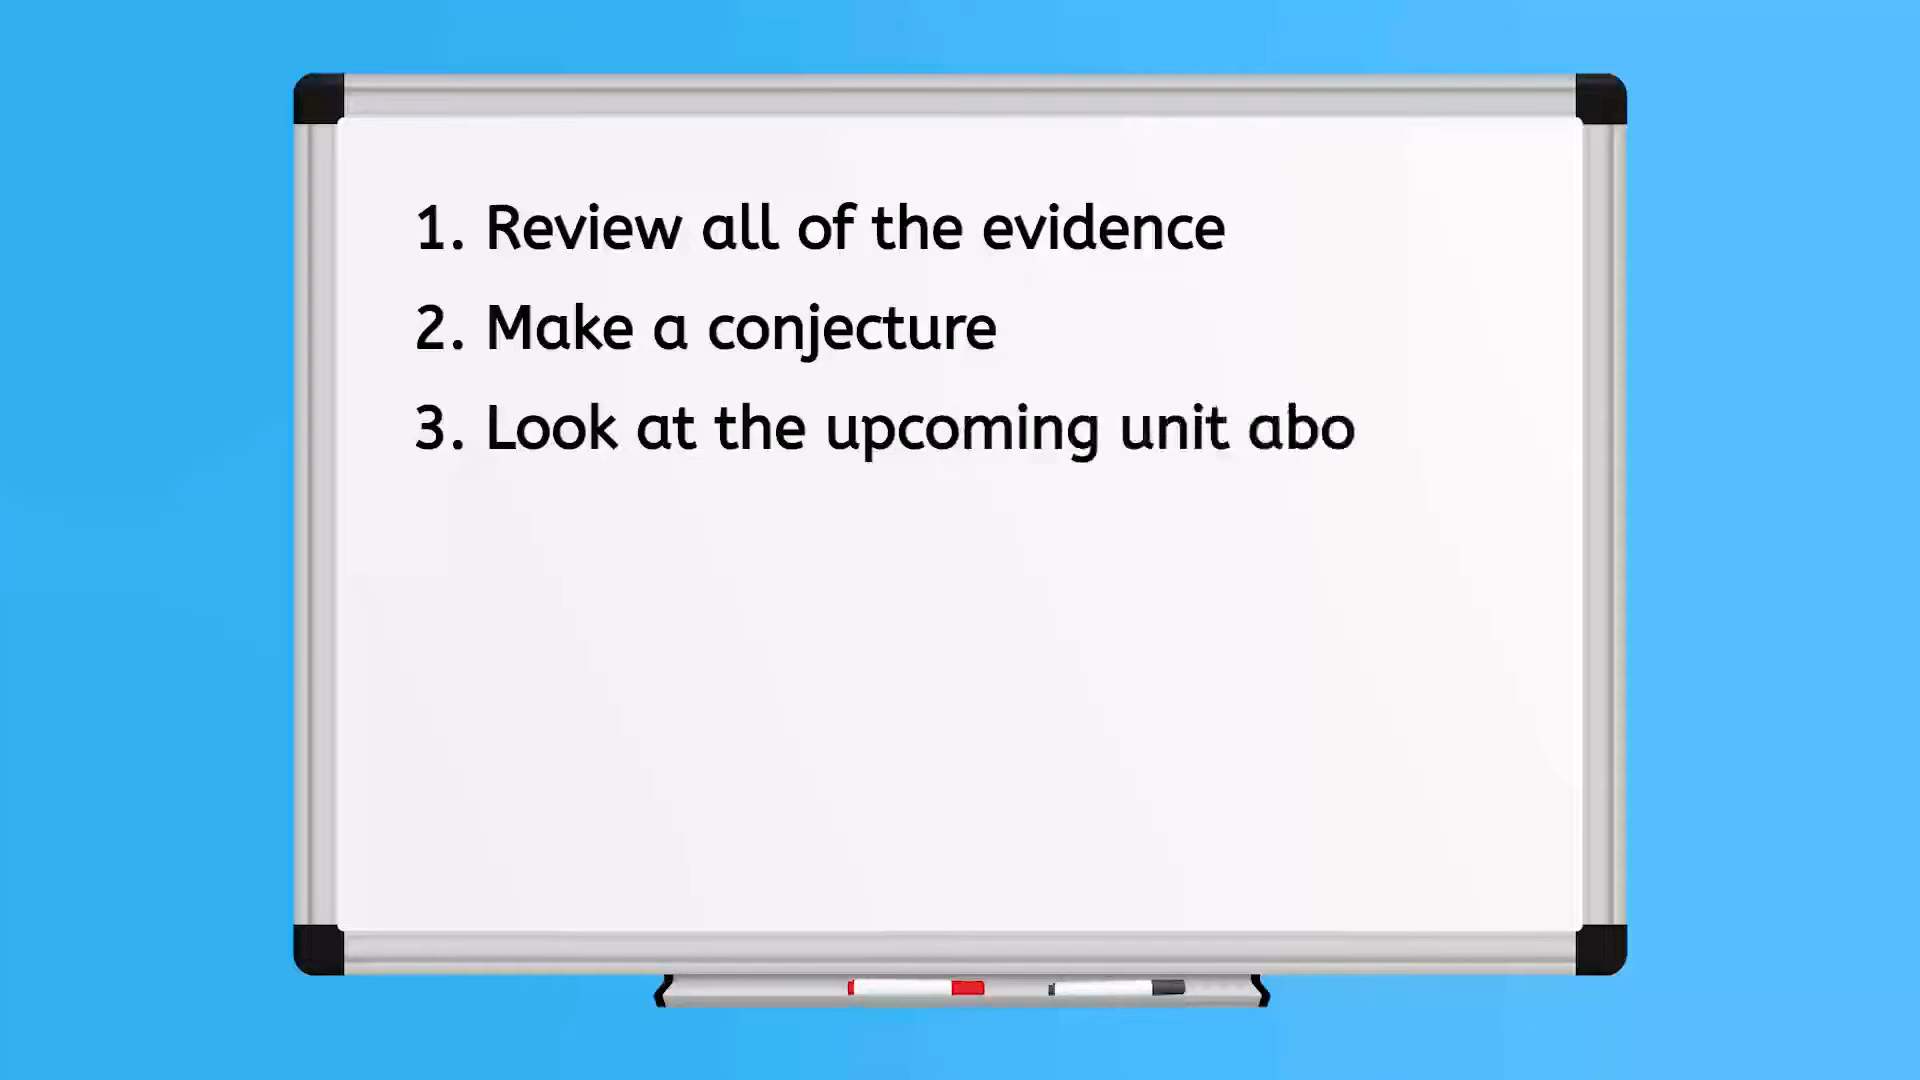 1. Review all of the evidence
2. Make a conjecture
3. Look at the upcoming unit abo